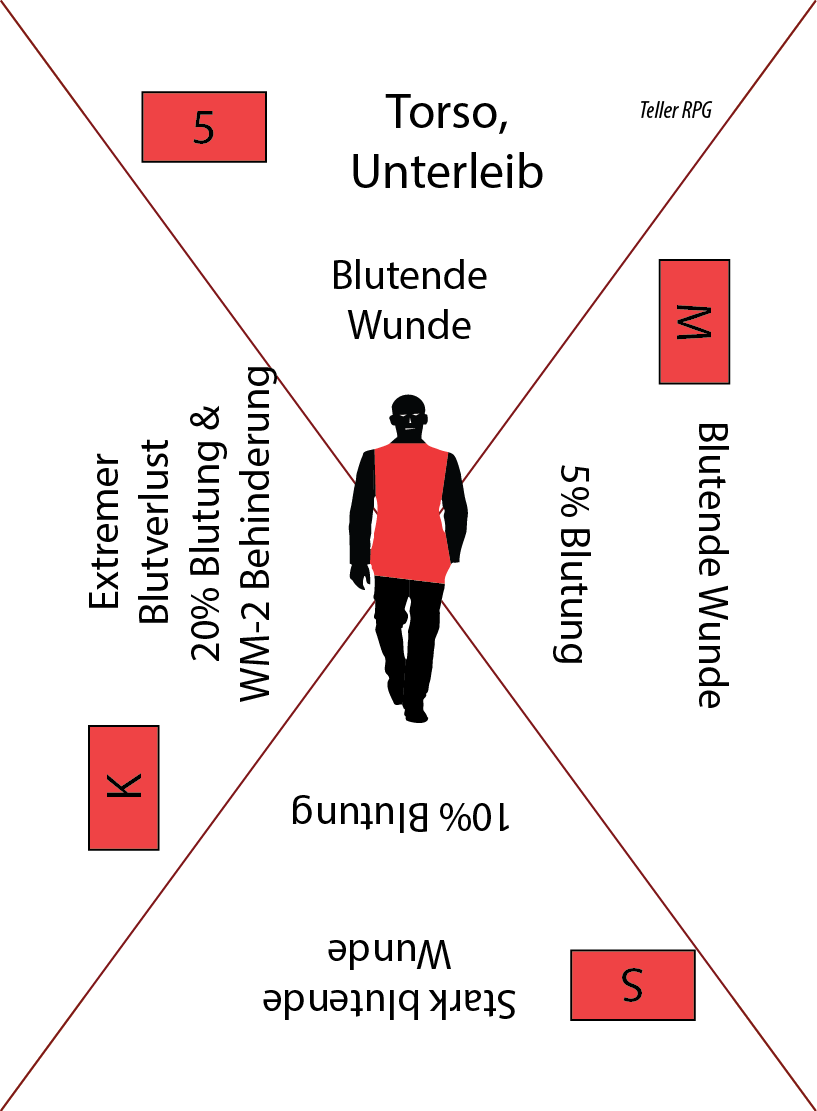 5
Torso,
Unterleib
Teller RPG
Blutende
Wunde
M
Blutende Wunde
5% Blutung
S
Stark blutende
Wunde
10% Blutung
K
Extremer
Blutverlust
20% Blutung &
WM-2 Behinderung